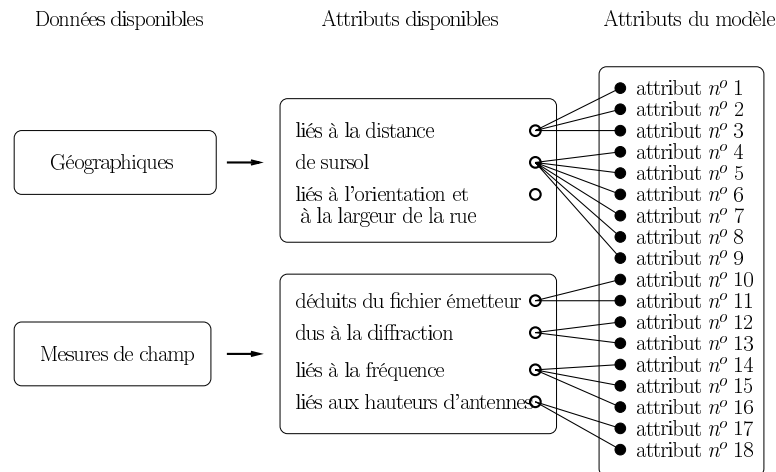 Données disponibles
Attributs disponibles
Attributs du modèle
Géographiques
liés à la distance
de sursol
liés à l'orientation et
à la largeur de la rue
Mesures de champ
déduits du fichier émetteur
dus à la diffraction
liés à la fréquence
liés aux hauteurs d'antennes
attribut nº 1
attribut nº 2
attribut nº 3
attribut nº 4
attribut nº 5
attribut nº 6
attribut nº 7
attribut nº 8
attribut nº 9
attribut nº 10
attribut nº 11
attribut nº 12
attribut nº 13
attribut nº 14
attribut nº 15
attribut nº 16
attribut nº 17
attribut nº 18